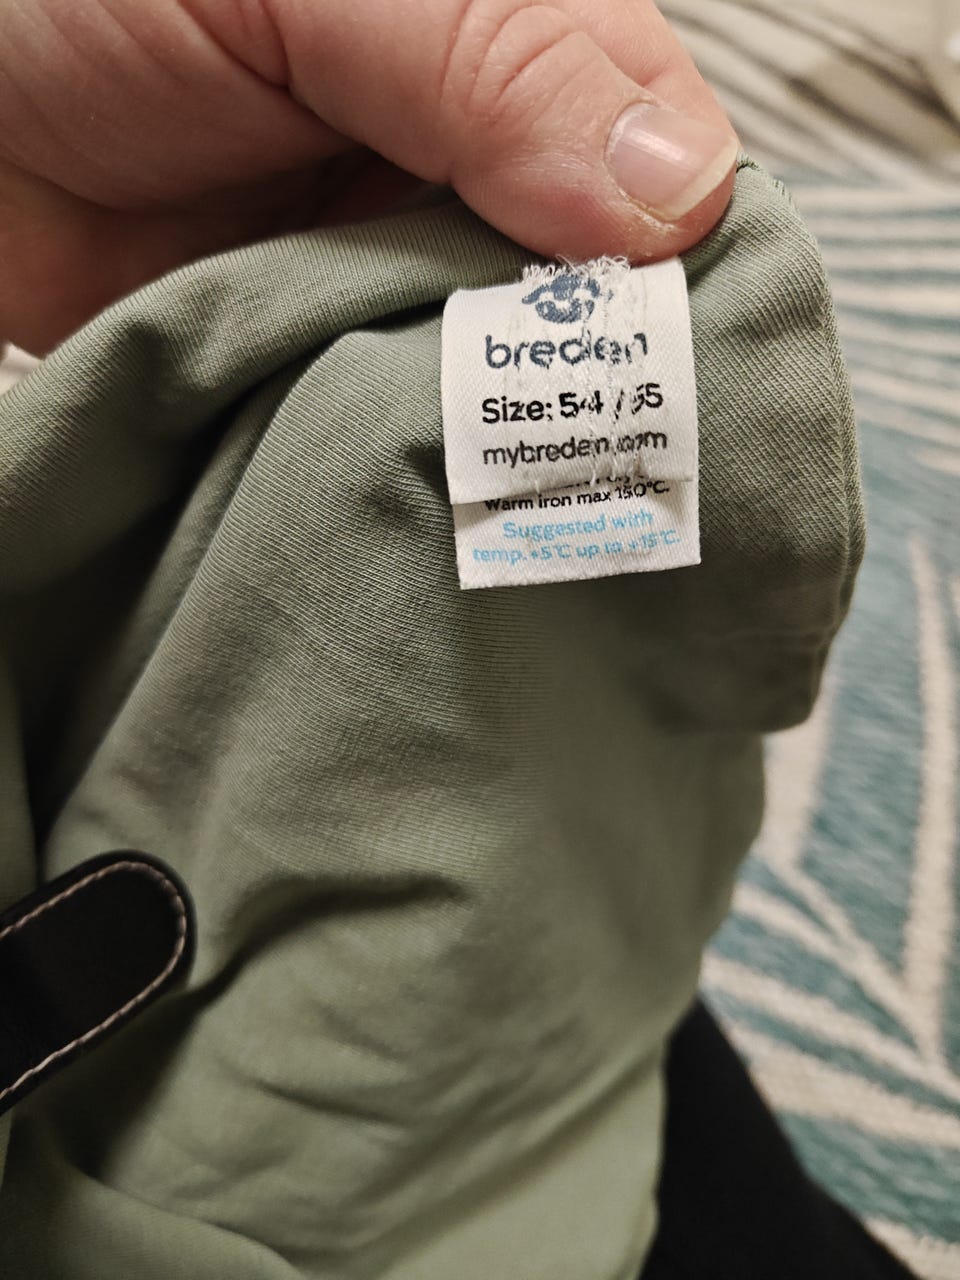 breden
Size: 54 / 55
mybreden.com
Warm iron max 150°C.
Suggested with
temp. +5°C up to +15°C.